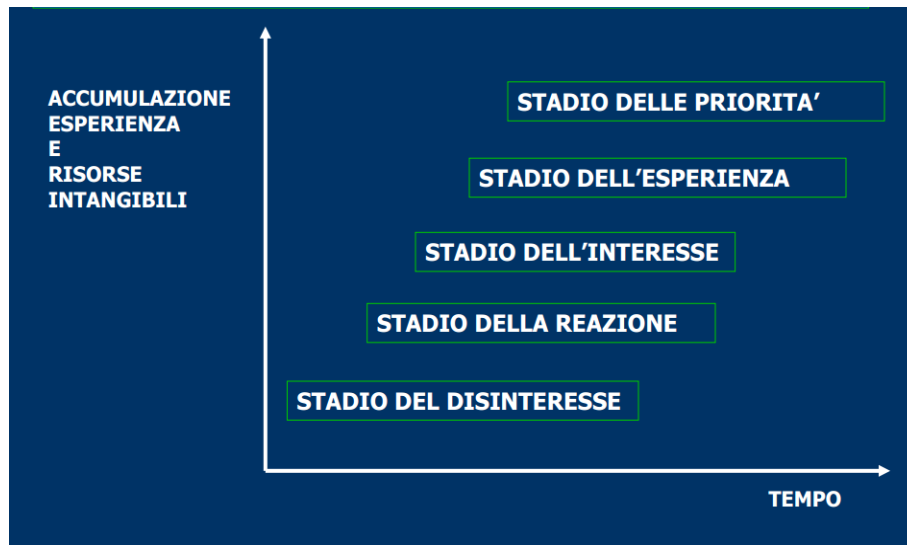 ACCUMULAZIONE
ESPERIENZA
E
RISORSE
INTANGIBILI
STADIO DELLE PRIORITA’
STADIO DELL’ESPERIENZA
STADIO DELL’INTERESSE
STADIO DELLA REAZIONE
STADIO DEL DISINTERESSE
TEMPO